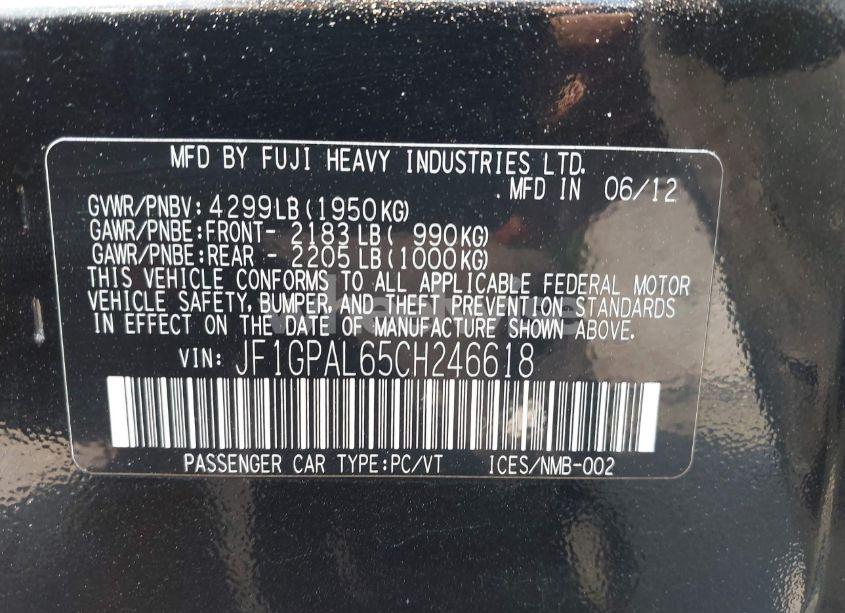 MFD BY FUJI HEAVY INDUSTRIES LTD.
MFD IN 06/12
GVWR/PNBV: 4299LB(1950KG)
GAWR/PNBE:FRONT- 2183LB( 990KG)
GAWR/PNBE:REAR - 2205LB(1000KG)
THIS VEHICLE CONFORMS TO ALL APPLICABLE FEDERAL MOTOR
VEHICLE SAFETY, BUMPER, AND THEFT PREVENTION STANDARDS
IN EFFECT ON THE DATE OF MANUFACTURE SHOWN ABOVE.
VIN: JF1GPAL65CH246618
PASSENGER CAR TYPE:PC/VT ICES/NMB-002